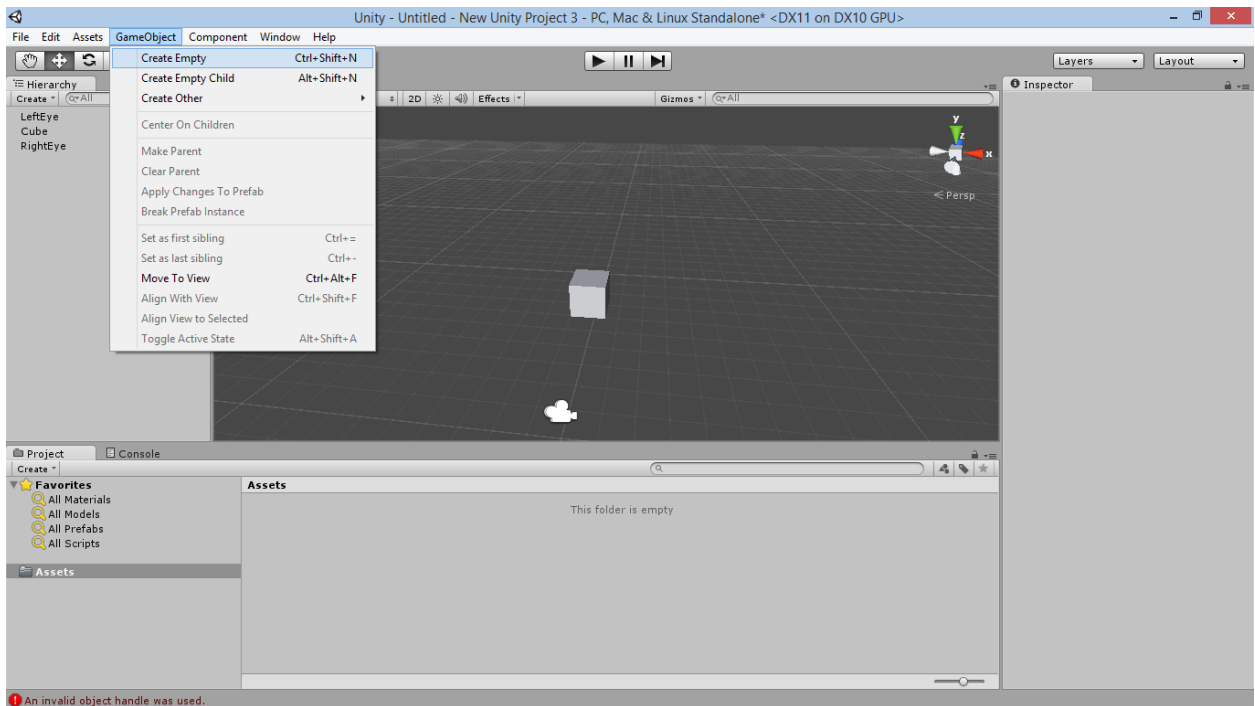 Unity - Untitled - New Unity Project 3 - PC, Mac & Linux Standalone* <DX11 on DX10 GPU>
File Edit Assets GameObject Component Window Help
Create Empty Ctrl+Shift+N
Create Empty Child Alt+Shift+N
Create Other
Center On Children
Make Parent
Clear Parent
Apply Changes To Prefab
Break Prefab Instance
Set as first sibling Ctrl+=
Set as last sibling Ctrl+-
Move To View Ctrl+Alt+F
Align With View Ctrl+Shift+F
Align View to Selected
Toggle Active State Alt+Shift+A
Layers Layout
Hierarchy
Create All
LeftEye
Cube
RightEye
2D Effects Gizmos All
y
z
x
Persp
Inspector
Project Console
Create
Favorites
All Materials
All Models
All Prefabs
All Scripts
Assets
Assets
This folder is empty
An invalid object handle was used.